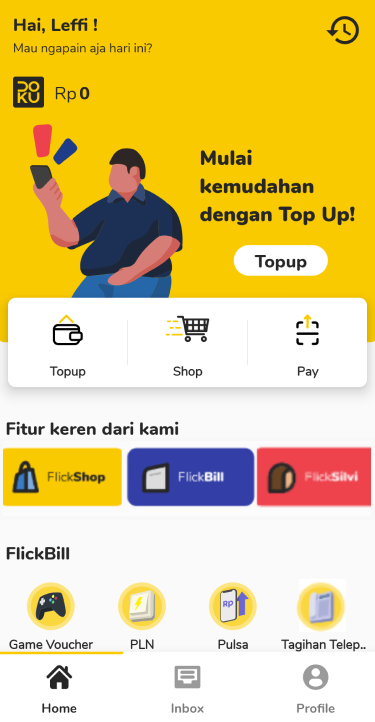 Hai, Leffi !
Mau ngapain aja hari ini?
DOKU
Rp 0
Mulai
kemudahan
dengan Top Up!
Topup
Topup
Shop
Pay
Fitur keren dari kami
FlickShop
FlickBill
FlickSilvi
FlickBill
Rp
Game Voucher
PLN
Pulsa
Tagihan Telep..
Home
Inbox
Profile